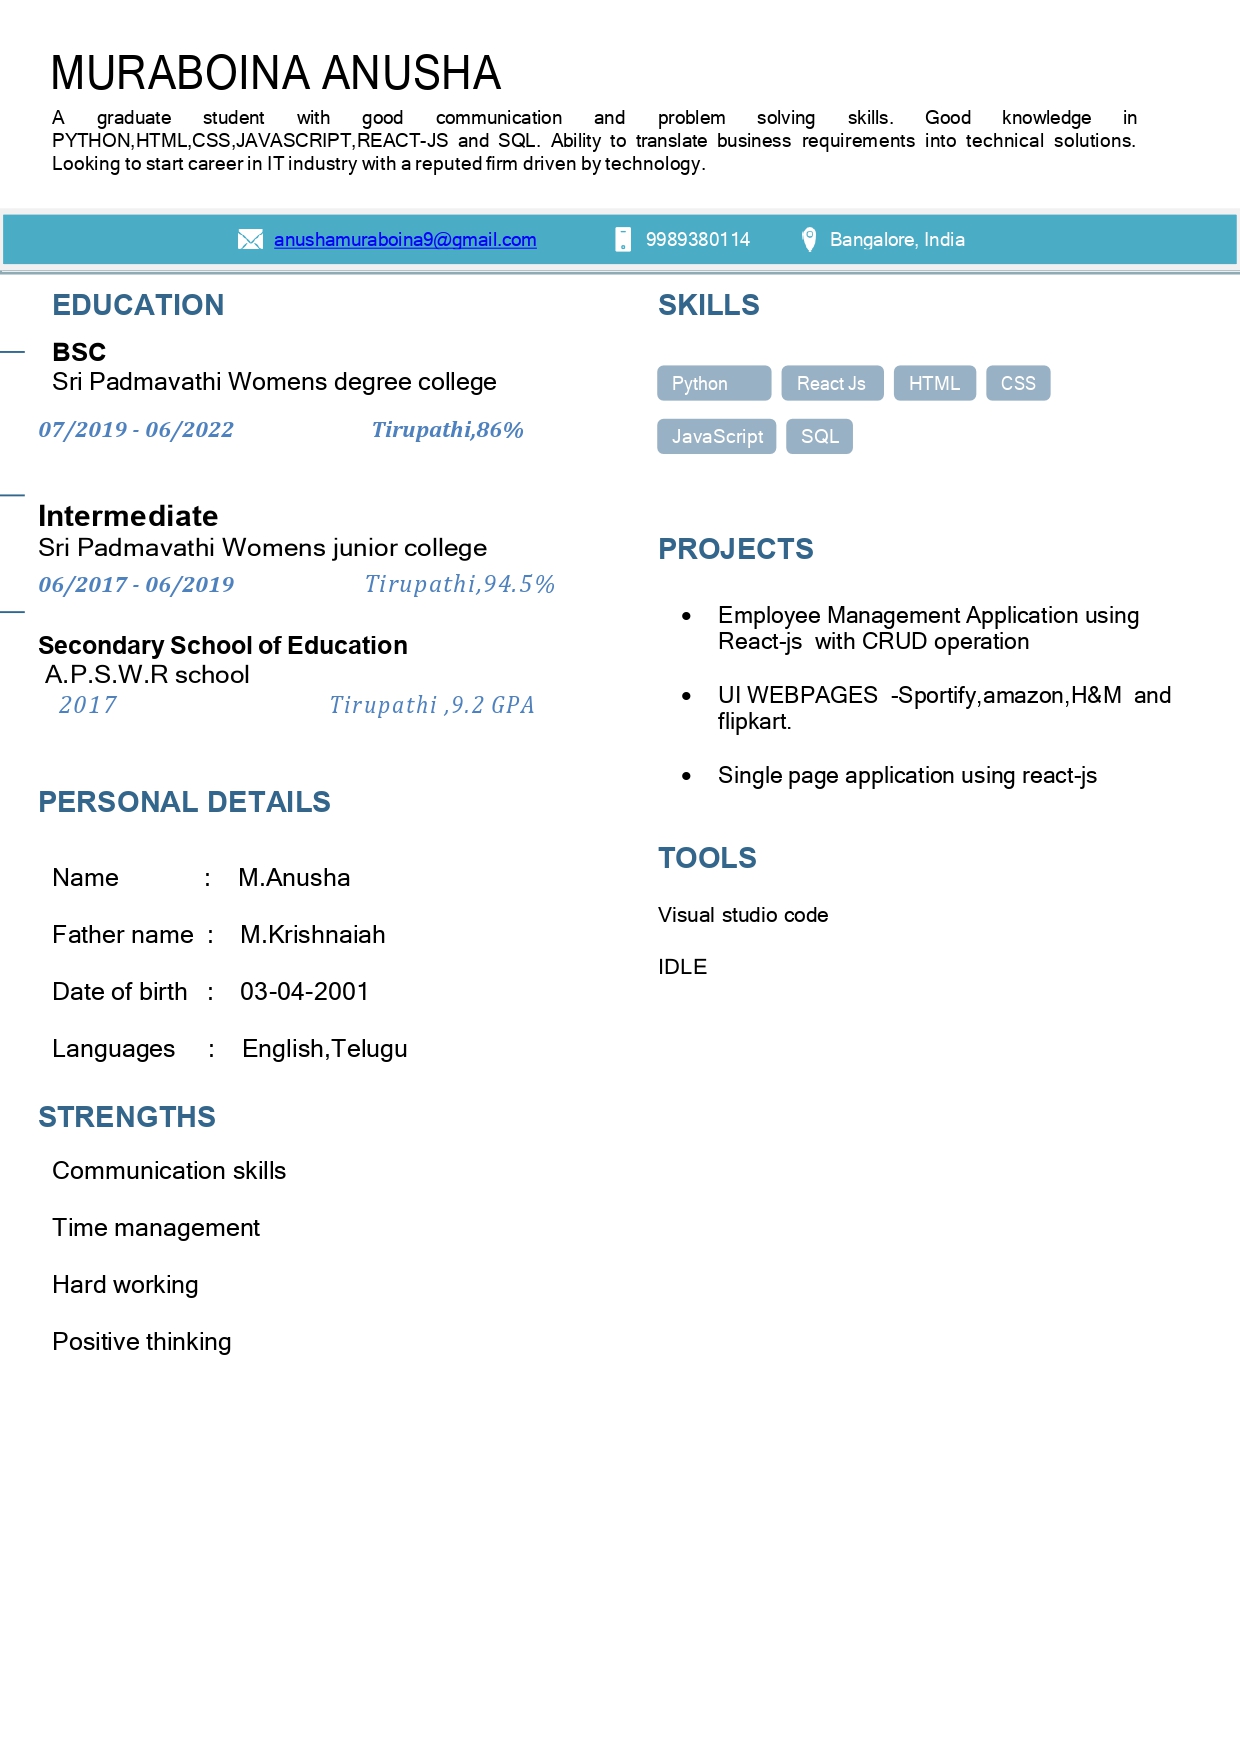 MURABOINA ANUSHA
A graduate student with good communication and problem solving skills. Good knowledge in
PYTHON,HTML,CSS,JAVASCRIPT,REACT-JS and SQL. Ability to translate business requirements into technical solutions.
Looking to start career in IT industry with a reputed firm driven by technology.
anushamuraboina9@gmail.com 9989380114 Bangalore, India
EDUCATION
BSC
Sri Padmavathi Womens degree college
07/2019 - 06/2022 Tirupathi,86%
Intermediate
Sri Padmavathi Womens junior college
06/2017 - 06/2019 Tirupathi,94.5%
Secondary School of Education
A.P.S.W.R school
2017 Tirupathi ,9.2 GPA
PERSONAL DETAILS
Name : M.Anusha
Father name : M.Krishnaiah
Date of birth : 03-04-2001
Languages : English,Telugu
STRENGTHS
Communication skills
Time management
Hard working
Positive thinking
SKILLS
Python React Js HTML CSS
JavaScript SQL
PROJECTS
• Employee Management Application using
React-js with CRUD operation
• UI WEBPAGES -Sportify,amazon,H&M and
flipkart.
• Single page application using react-js
TOOLS
Visual studio code
IDLE